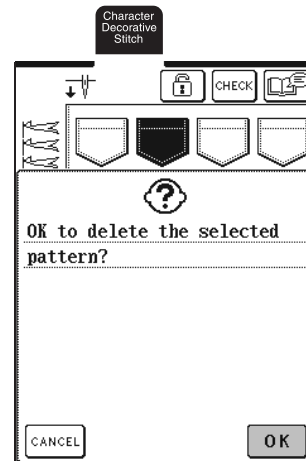 Character
Decorative
Stitch
CHECK
OK to delete the selected
pattern?
CANCEL
OK